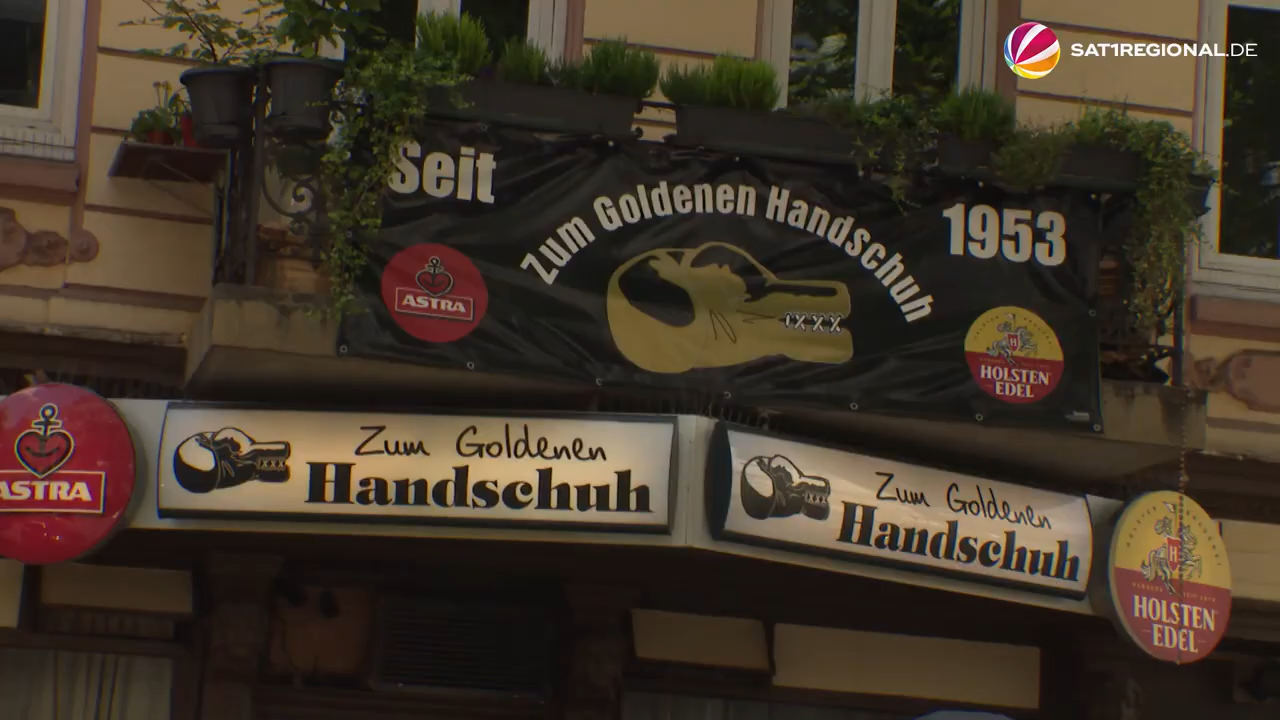 SAT1REGIONAL.DE
Seit
Zum Goldenen Handschuh
1953
ASTRA
HOLSTEN
EDEL
ASTRA
Zum Goldenen
Handschuh
Zum Goldenen
Handschuh
HOLSTEN
EDEL